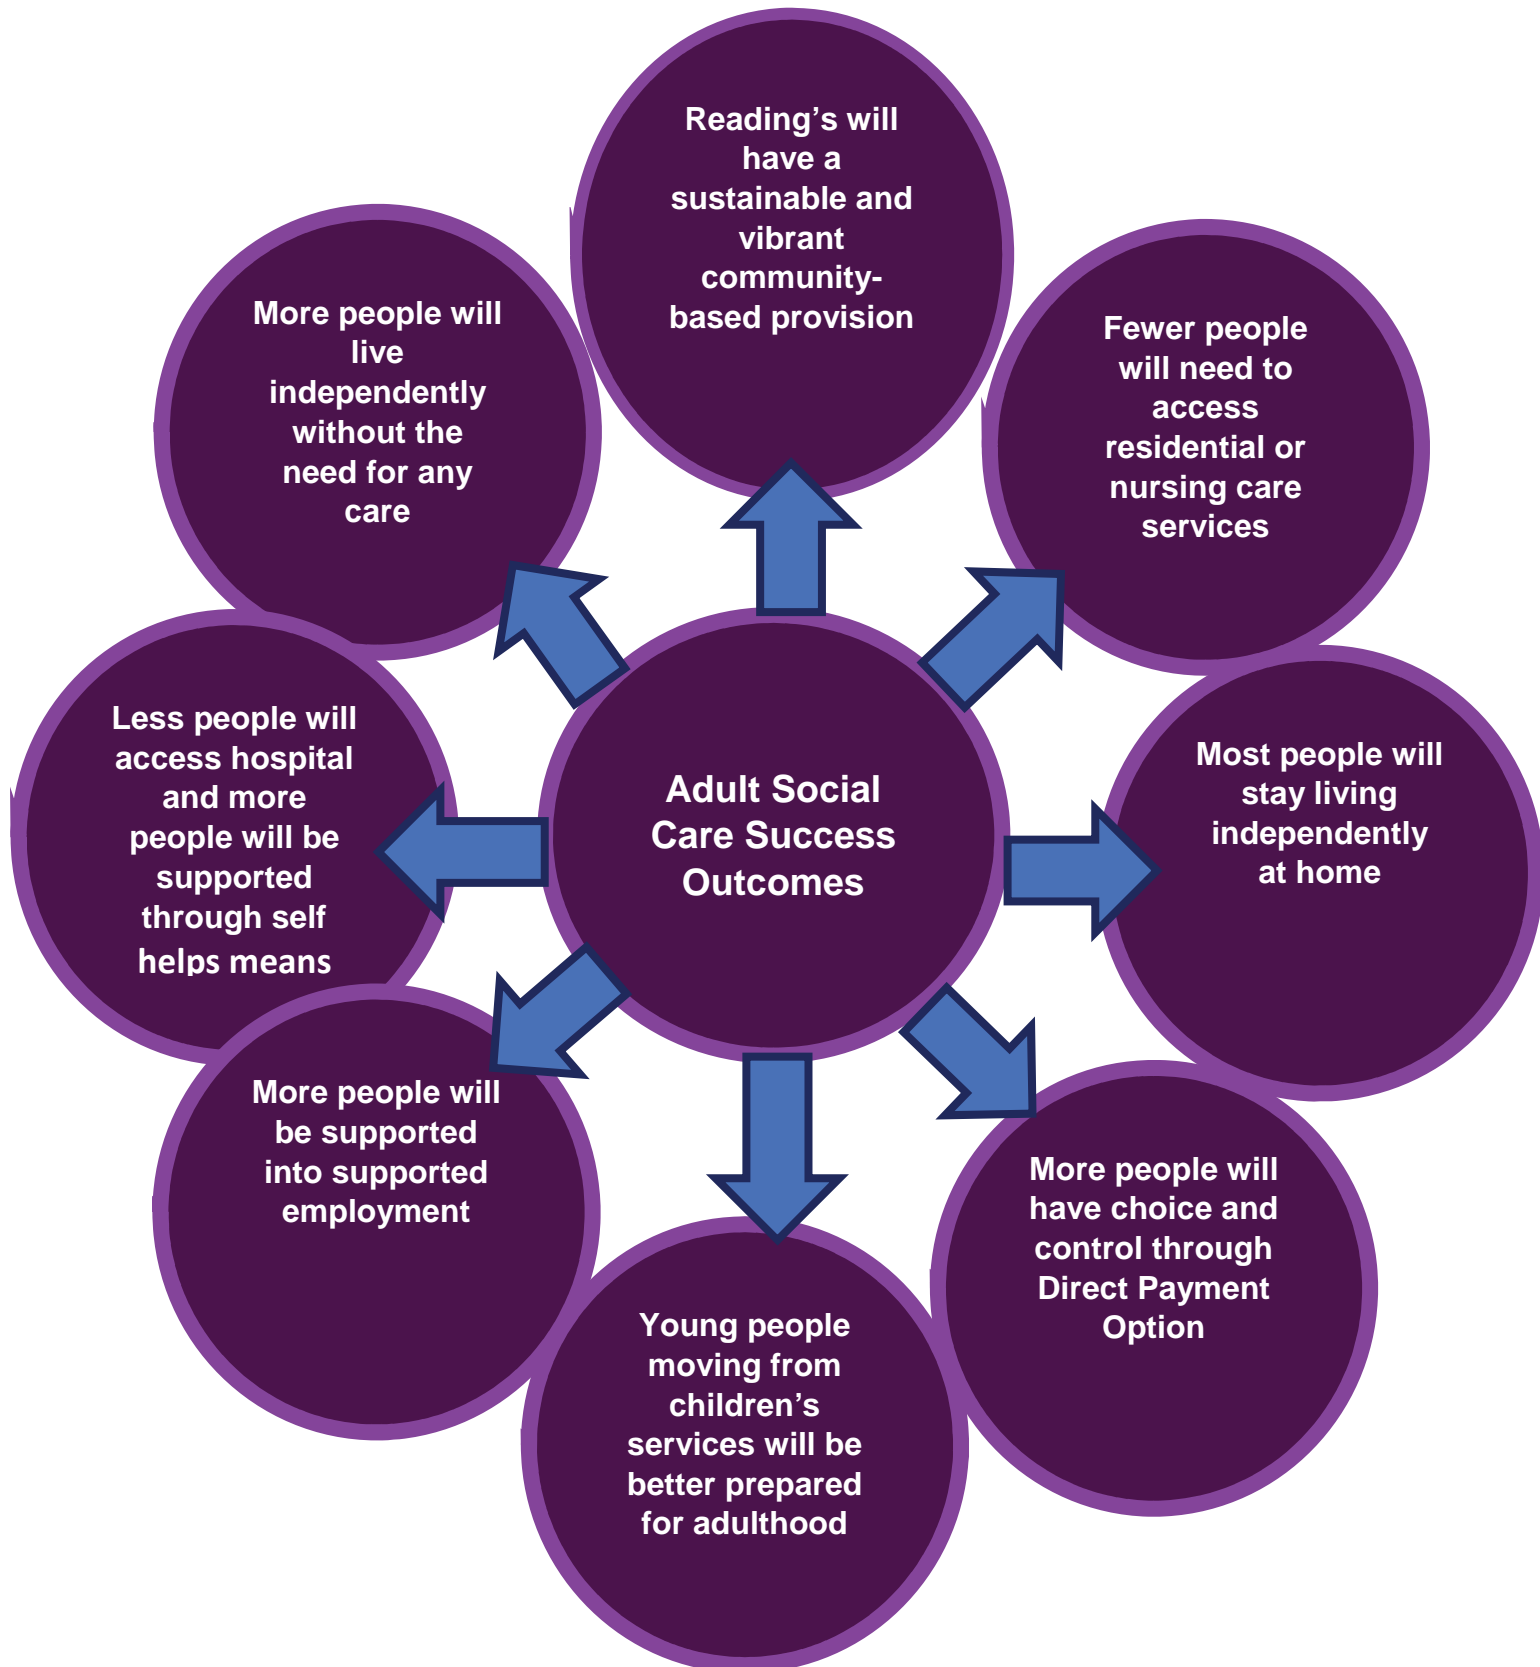 Reading’s will
have a
sustainable and
vibrant
community-
based provision
Fewer people
will need to
access
residential or
nursing care
services
Most people will
stay living
independently
at home
More people will
have choice and
control through
Direct Payment
Option
Young people
moving from
children’s
services will be
better prepared
for adulthood
More people will
be supported
into supported
employment
Less people will
access hospital
and more
people will be
supported
through self
helps means
More people will
live
independently
without the
need for any
care
Adult Social
Care Success
Outcomes